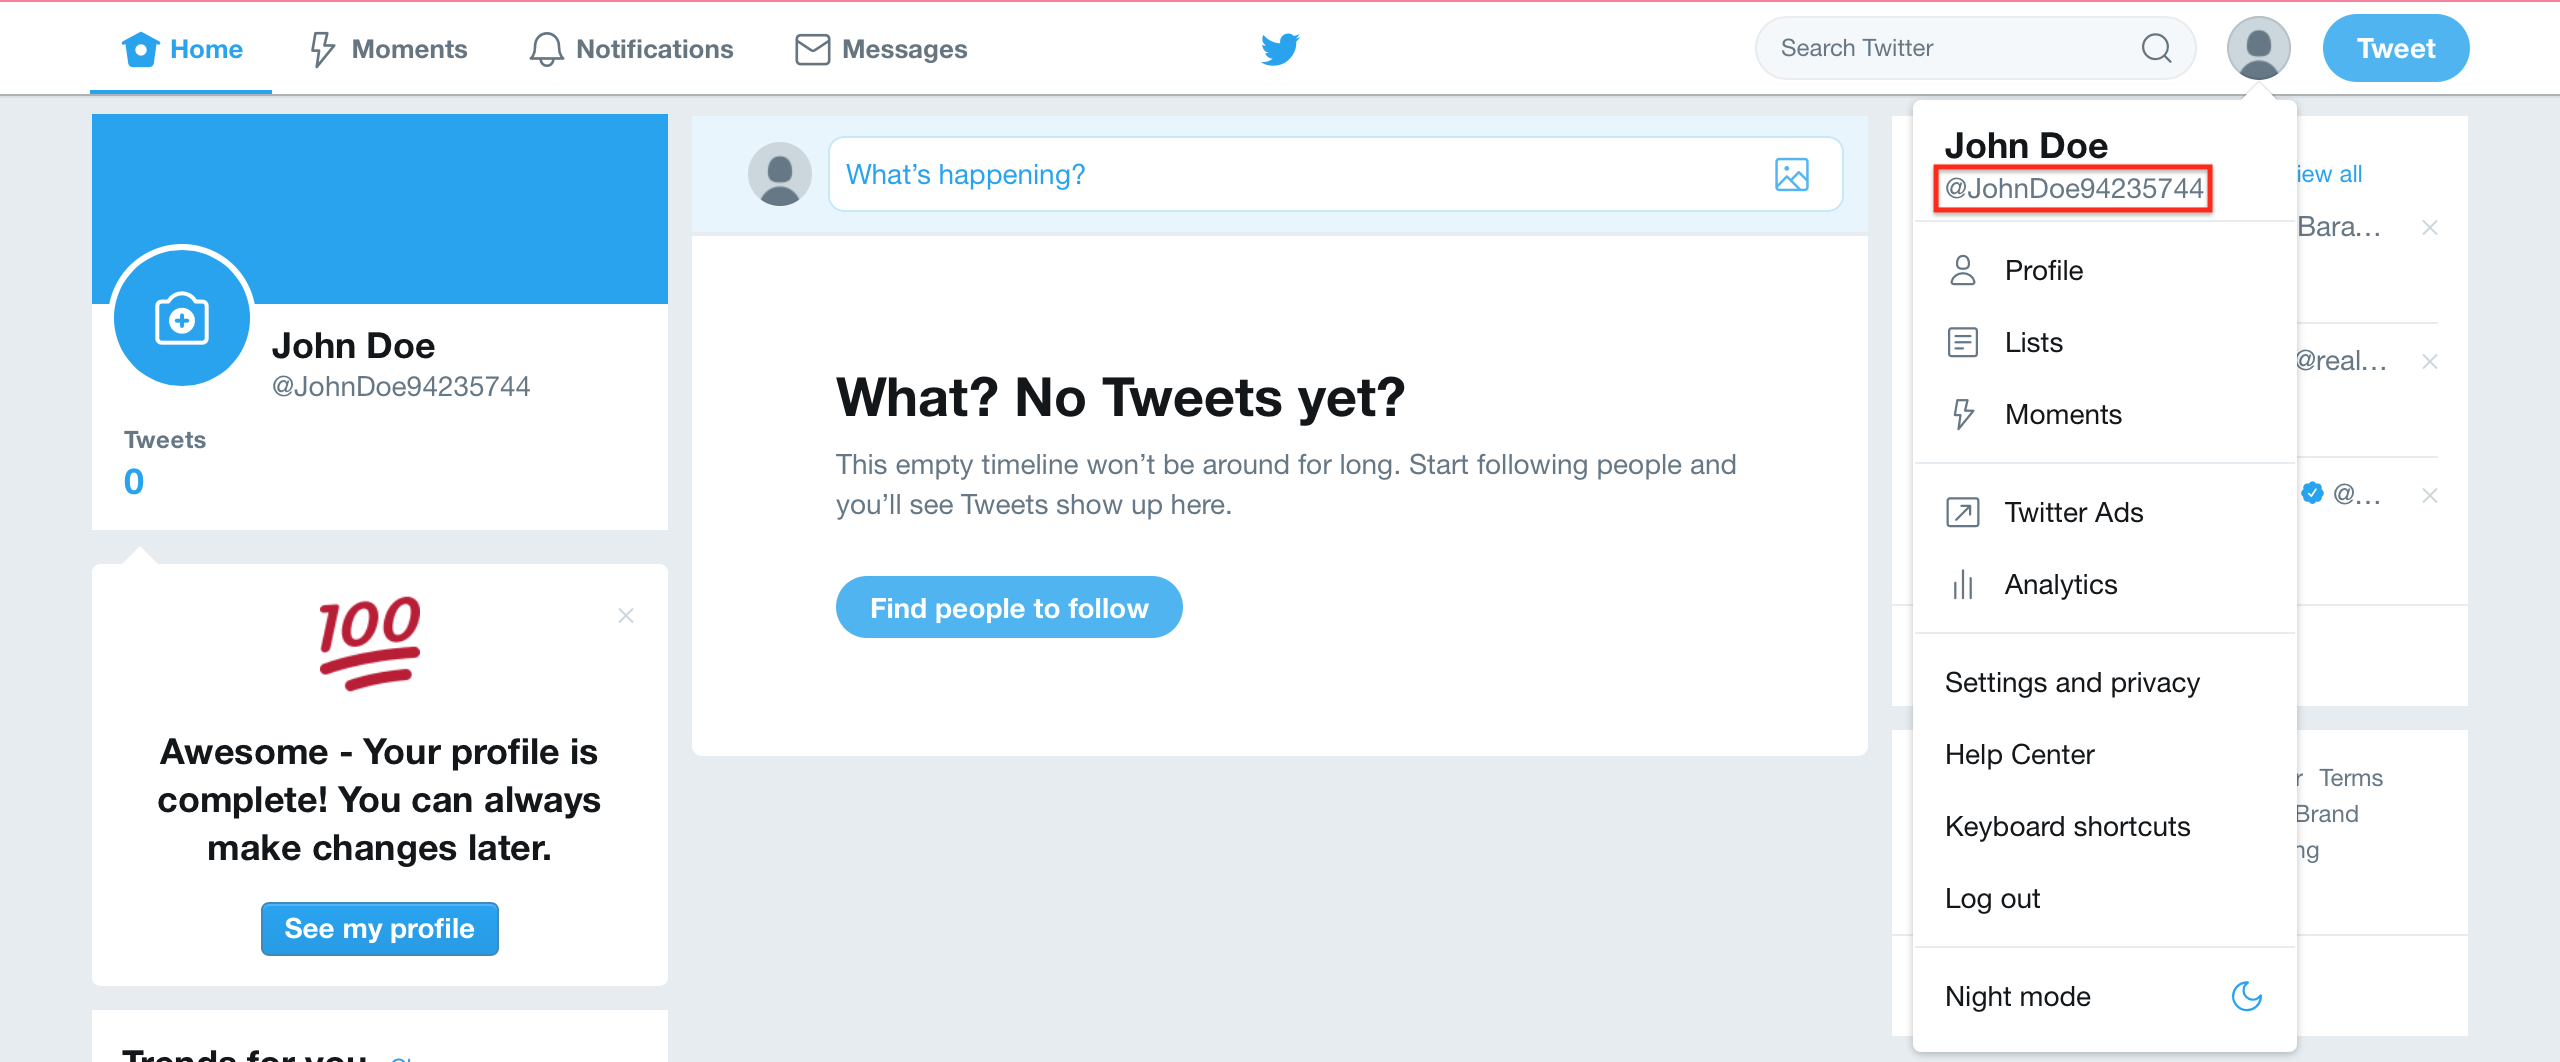 Home
Moments
Notifications
Messages
Search Twitter
Tweet
John Doe
@JohnDoe94235744
Tweets
0
100
Awesome - Your profile is
complete! You can always
make changes later.
See my profile
What's happening?
What? No Tweets yet?
This empty timeline won't be around for long. Start following people and
you'll see Tweets show up here.
Find people to follow
John Doe
@JohnDoe94235744
Profile
Lists
Moments
Twitter Ads
Analytics
Settings and privacy
Help Center
Keyboard shortcuts
Log out
Night mode
all
Bara...
@real...
@...
Terms
Brand
Trends for you